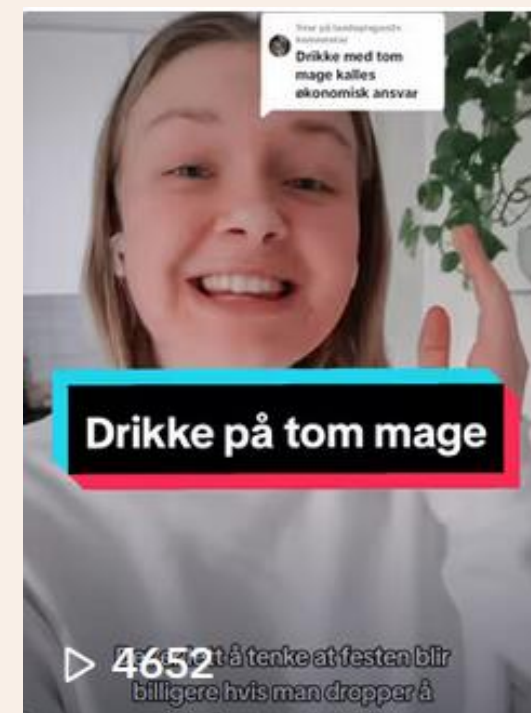 Drikke med tom
mage kalles
økonomisk ansvar
Drikke på tom mage
4652
å tenke at festen blir
billigere hvis man dropper å